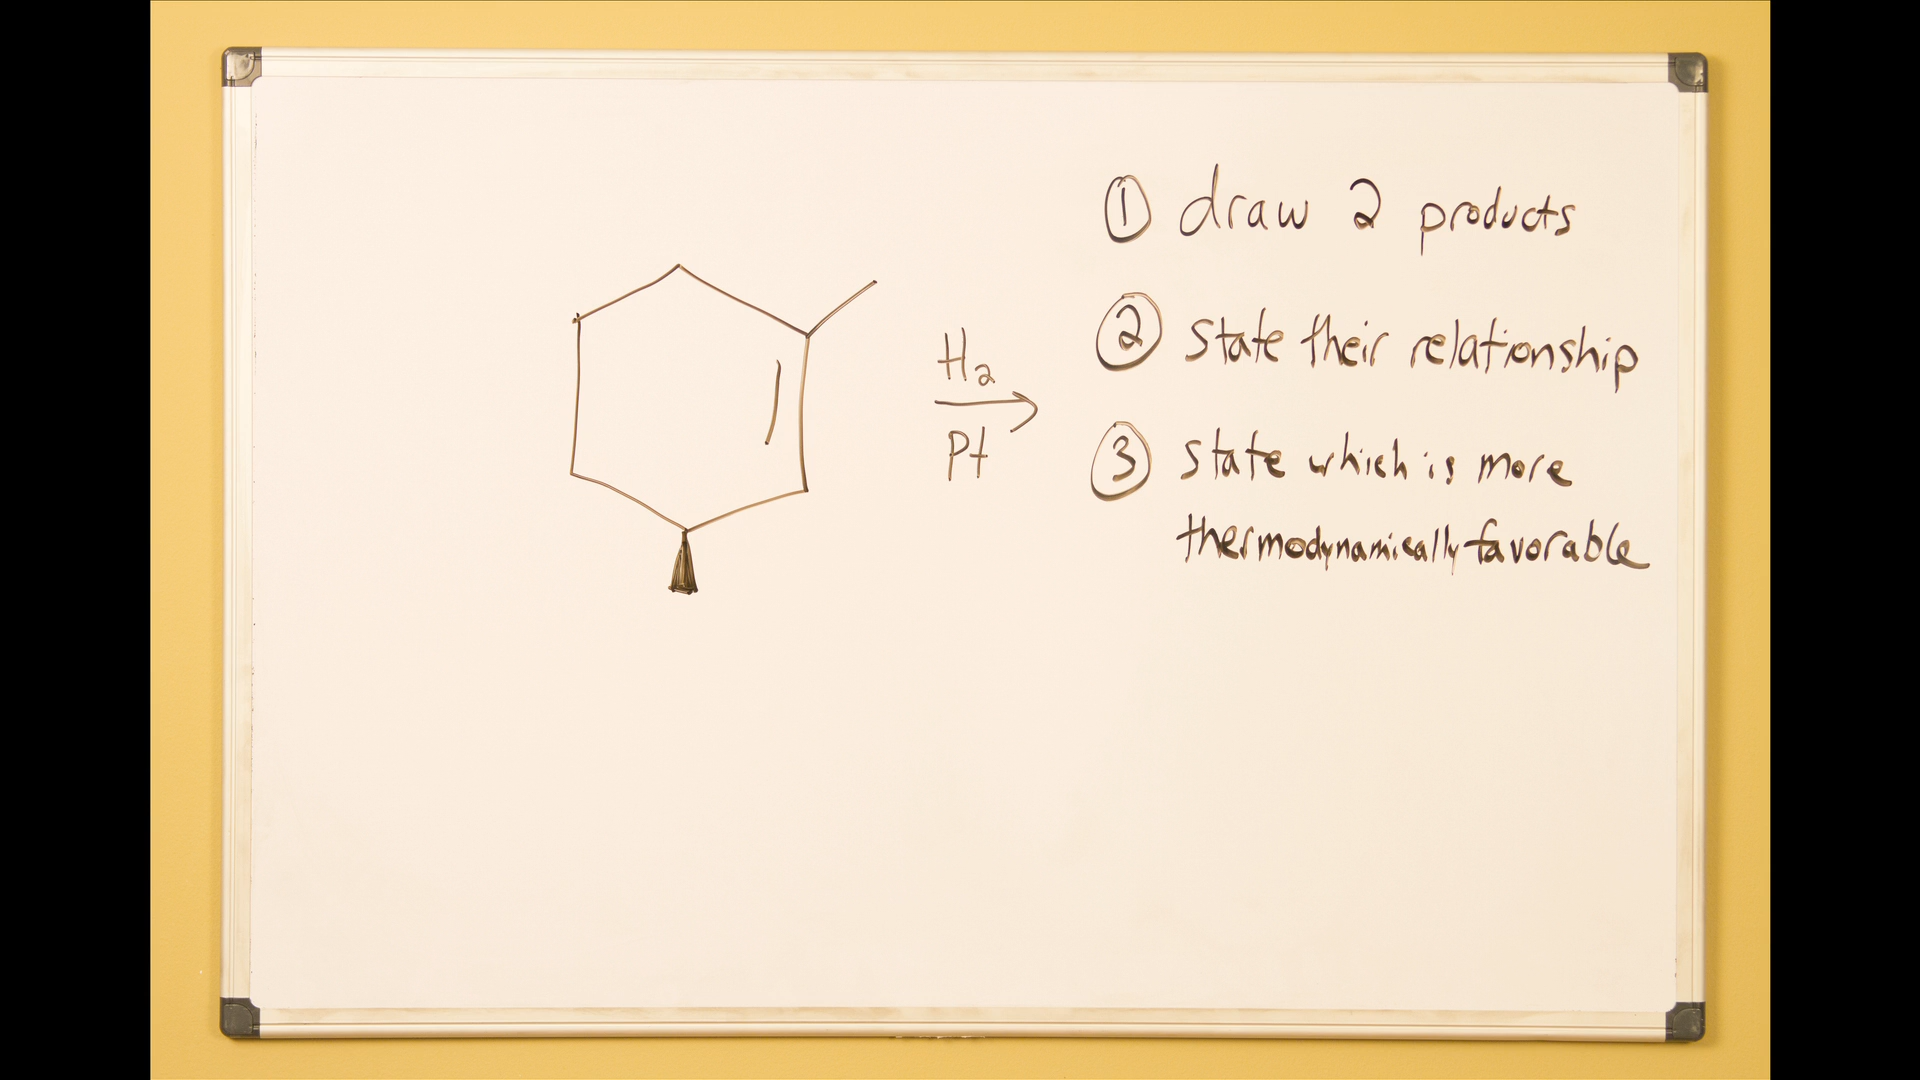 H2
Pt
① draw 2 products
② state their relationship
③ state which is more
thermodynamically favorable